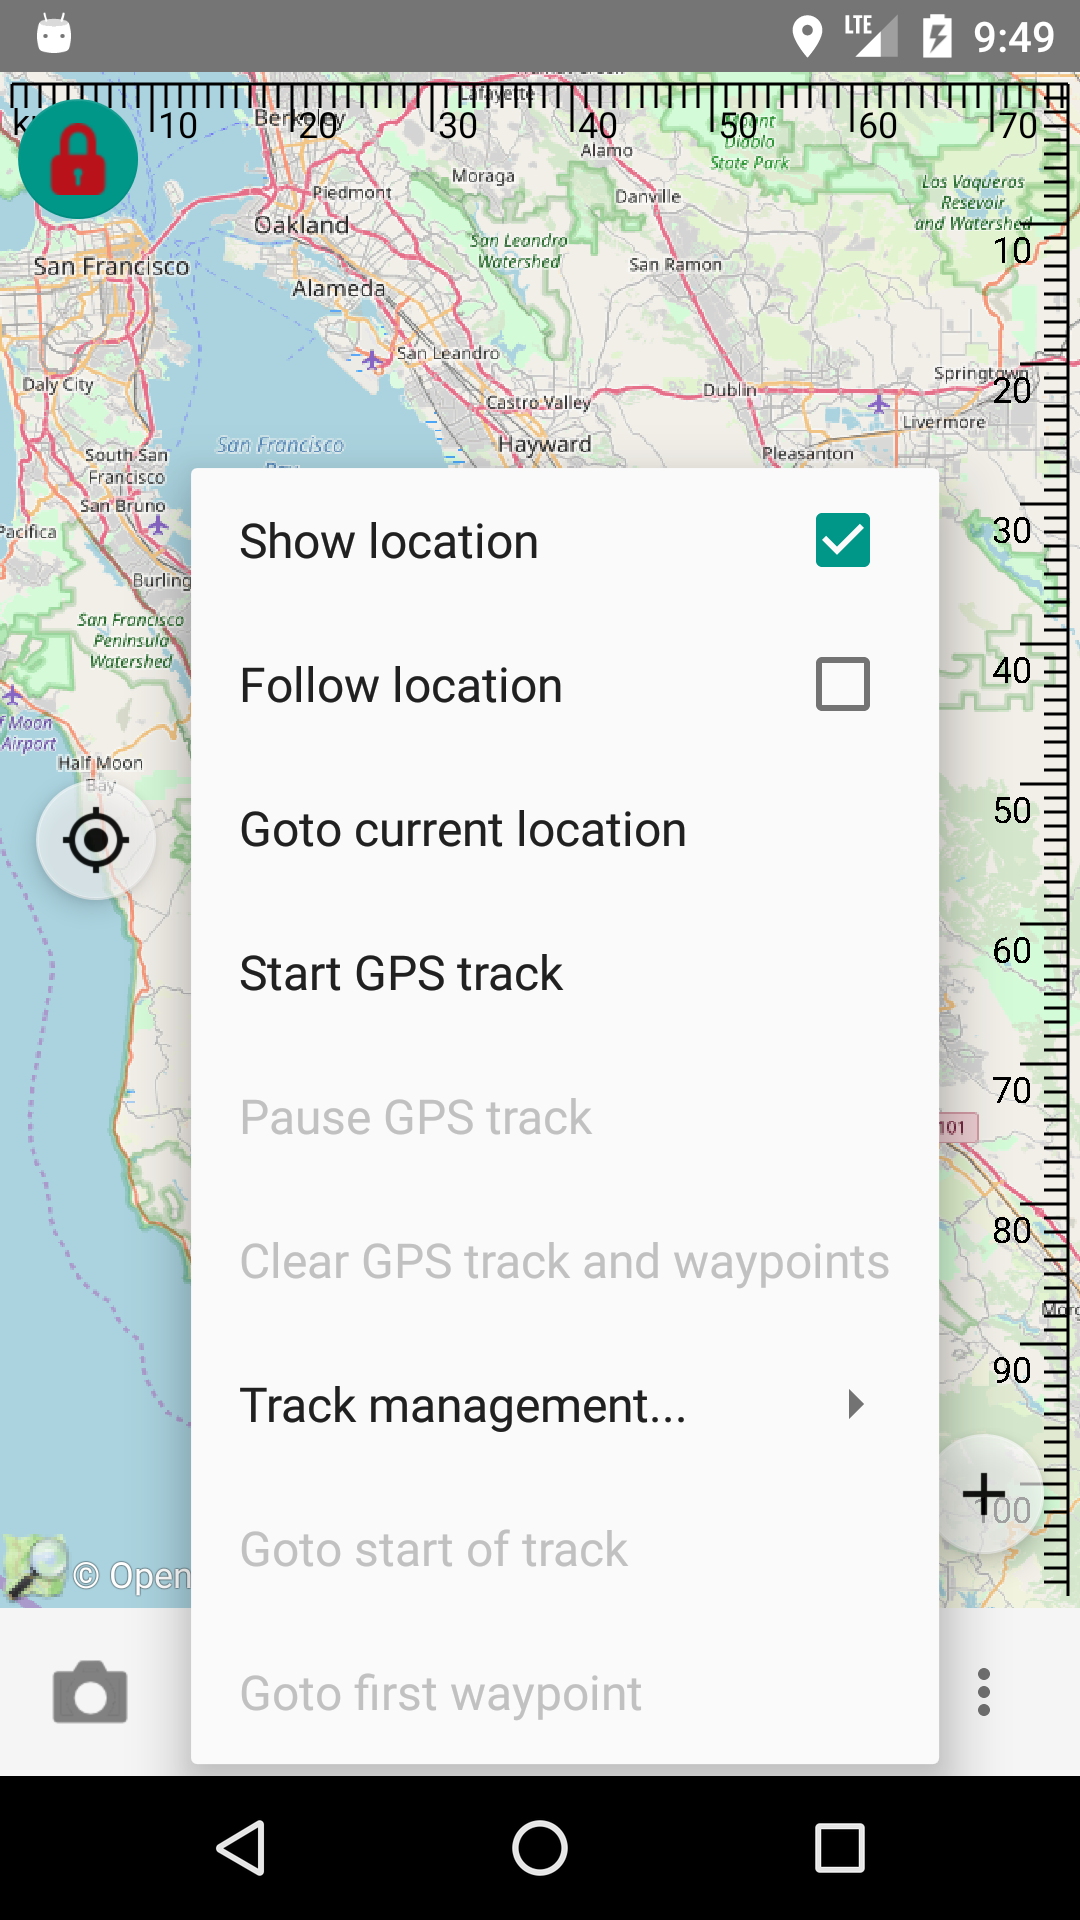 LTE 9:49
Lafayette
Berkeley
10 20 30 40 50 60 70
Mount
Diablo
State Park
Alamo
Moraga
Piedmont
Danville
Los Vaqueros
Resevoir
and Watershed
Oakland
San Leandro
Watershed
10
San Francisco
San Ramon
Alameda
San Leandro
Daly City
Springtown
Dublin
20
Castro Valley
Livermore
San Francisco
Hayward
Pleasanton
South San
Francisco
San Bruno
Pacifica
30
Show location
Burling
San Francisco
Peninsula
Watershed
40
Follow location
f Moon
Airport
Half Moon
Bay
50
Goto current location
60
Start GPS track
70
Pause GPS track
101
80
Clear GPS track and waypoints
90
Track management...
100
Goto start of track
© Open
Goto first waypoint